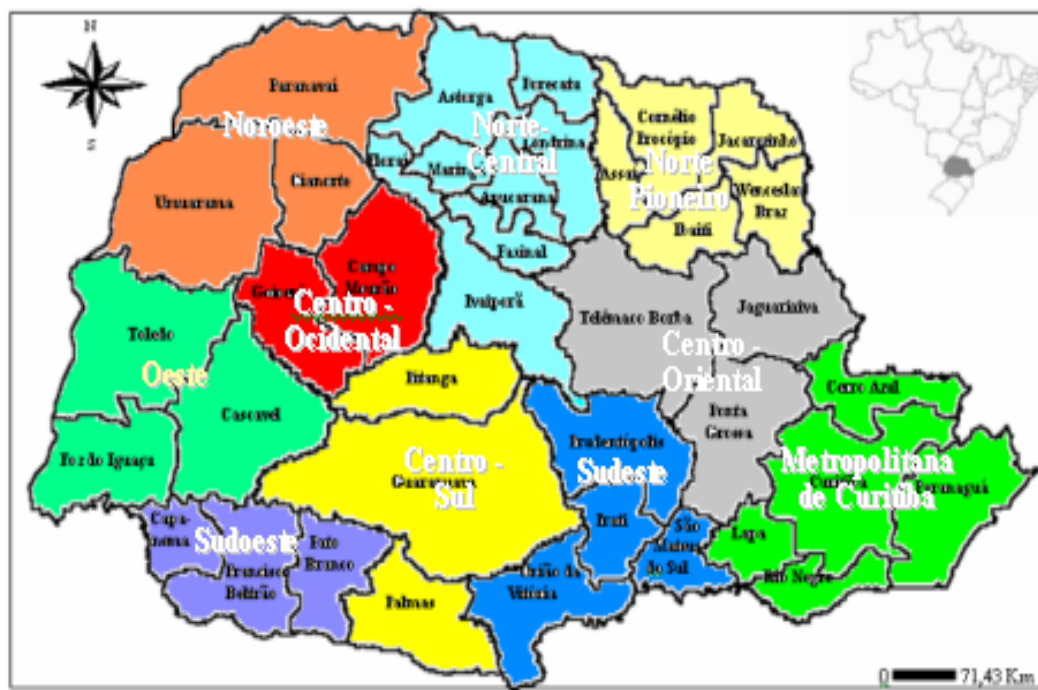 N
S
Paranavaí
Noroeste
Umuarama
Cianorte
Astorga
Porecatu
Norte-
Central
Londrina
Floraí
Maringá
Apucarana
Faxinal
Ivaiporã
Cornélio
Procópio
Jacarezinho
Assaí
Norte
Pioneiro
Wenceslau
Braz
Ibaiti
Goioerê
Campo
Mourão
Centro -
Ocidental
Toledo
Oeste
Cascavel
Foz do Iguaçu
Telêmaco Borba
Jaguariaíva
Centro -
Oriental
Ponta
Grossa
Pitanga
Centro -
Sul
Guarapuava
Palmas
Prudentópolis
Sudeste
Irati
São
Mateus
do Sul
União da
Vitória
Capa-
nema
Sudoeste
Pato
Branco
Francisco
Beltrão
Cerro Azul
Metropolitana
de Curitiba
Curitiba
Paranaguá
Lapa
Rio Negro
0 71,43 Km